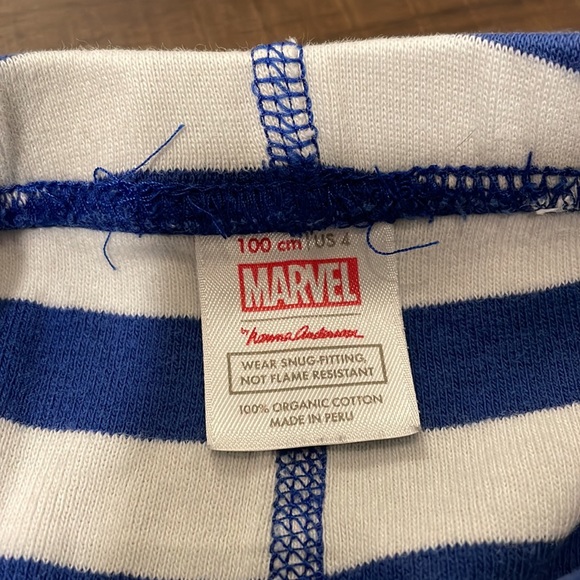 100 cm | US 4
MARVEL
by hanna andersson
WEAR SNUG-FITTING,
NOT FLAME RESISTANT
100% ORGANIC COTTON
MADE IN PERU